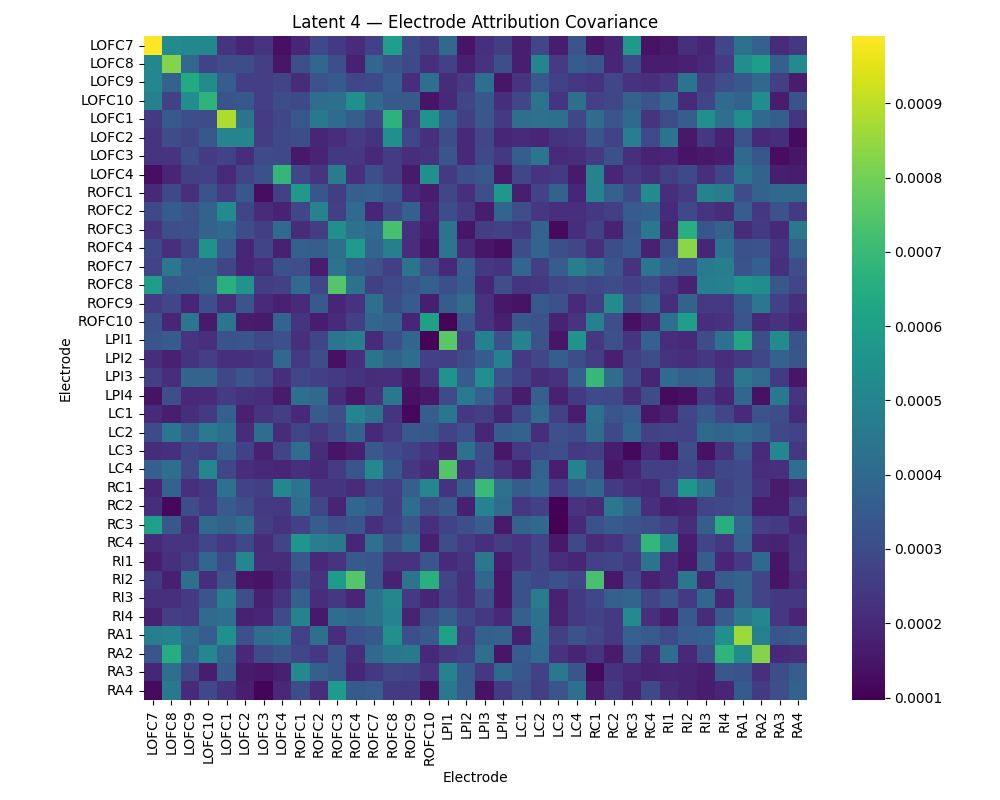 Latent 4 — Electrode Attribution Covariance
LOFC7
LOFC8
LOFC9
LOFC10
LOFC1
LOFC2
LOFC3
LOFC4
ROFC1
ROFC2
ROFC3
ROFC4
ROFC7
ROFC8
ROFC9
ROFC10
LPI1
LPI2
LPI3
LPI4
LC1
LC2
LC3
LC4
RC1
RC2
RC3
RC4
RI1
RI2
RI3
RI4
RA1
RA2
RA3
RA4
Electrode
LOFC7 LOFC8 LOFC9 LOFC10 LOFC1 LOFC2 LOFC3 LOFC4 ROFC1 ROFC2 ROFC3 ROFC4 ROFC7 ROFC8 ROFC9 ROFC10 LPI1 LPI2 LPI3 LPI4 LC1 LC2 LC3 LC4 RC1 RC2 RC3 RC4 RI1 RI2 RI3 RI4 RA1 RA2 RA3 RA4
Electrode
0.0009
0.0008
0.0007
0.0006
0.0005
0.0004
0.0003
0.0002
0.0001